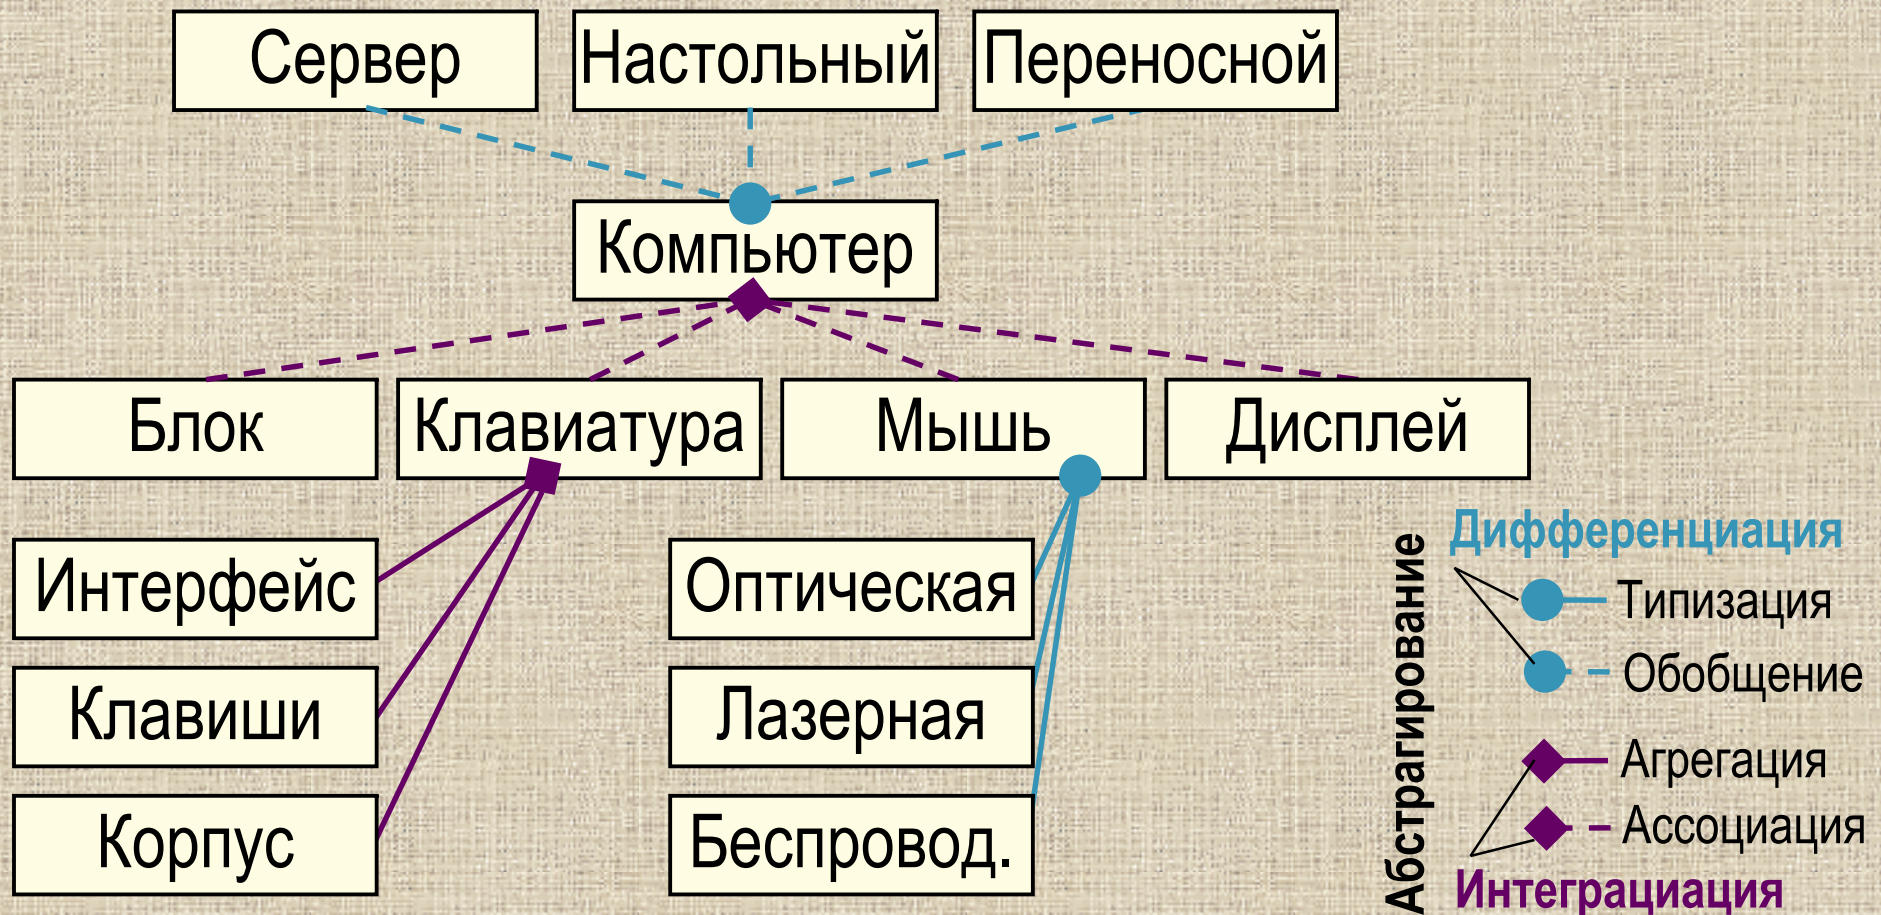 Сервер
Настольный
Переносной
Компьютер
Блок
Клавиатура
Мышь
Дисплей
Интерфейс
Клавиши
Корпус
Оптическая
Лазерная
Беспровод.
Абстрагирование
Дифференциация
Типизация
Обобщение
Агрегация
Ассоциация
Интеграциация